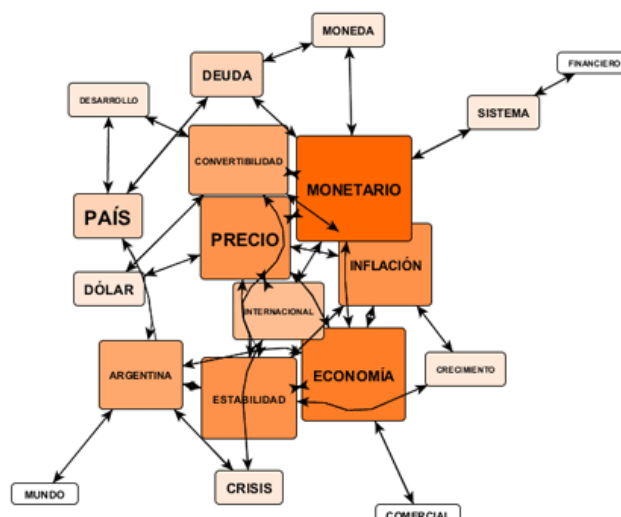 MONEDA
FINANCIERO
DEUDA
DESARROLLO
SISTEMA
CONVERTIBILIDAD
MONETARIO
PAÍS
PRECIO
INFLACIÓN
DÓLAR
INTERNACIONAL
ARGENTINA
ECONOMÍA
CRECIMIENTO
ESTABILIDAD
CRISIS
MUNDO
COMERCIAL